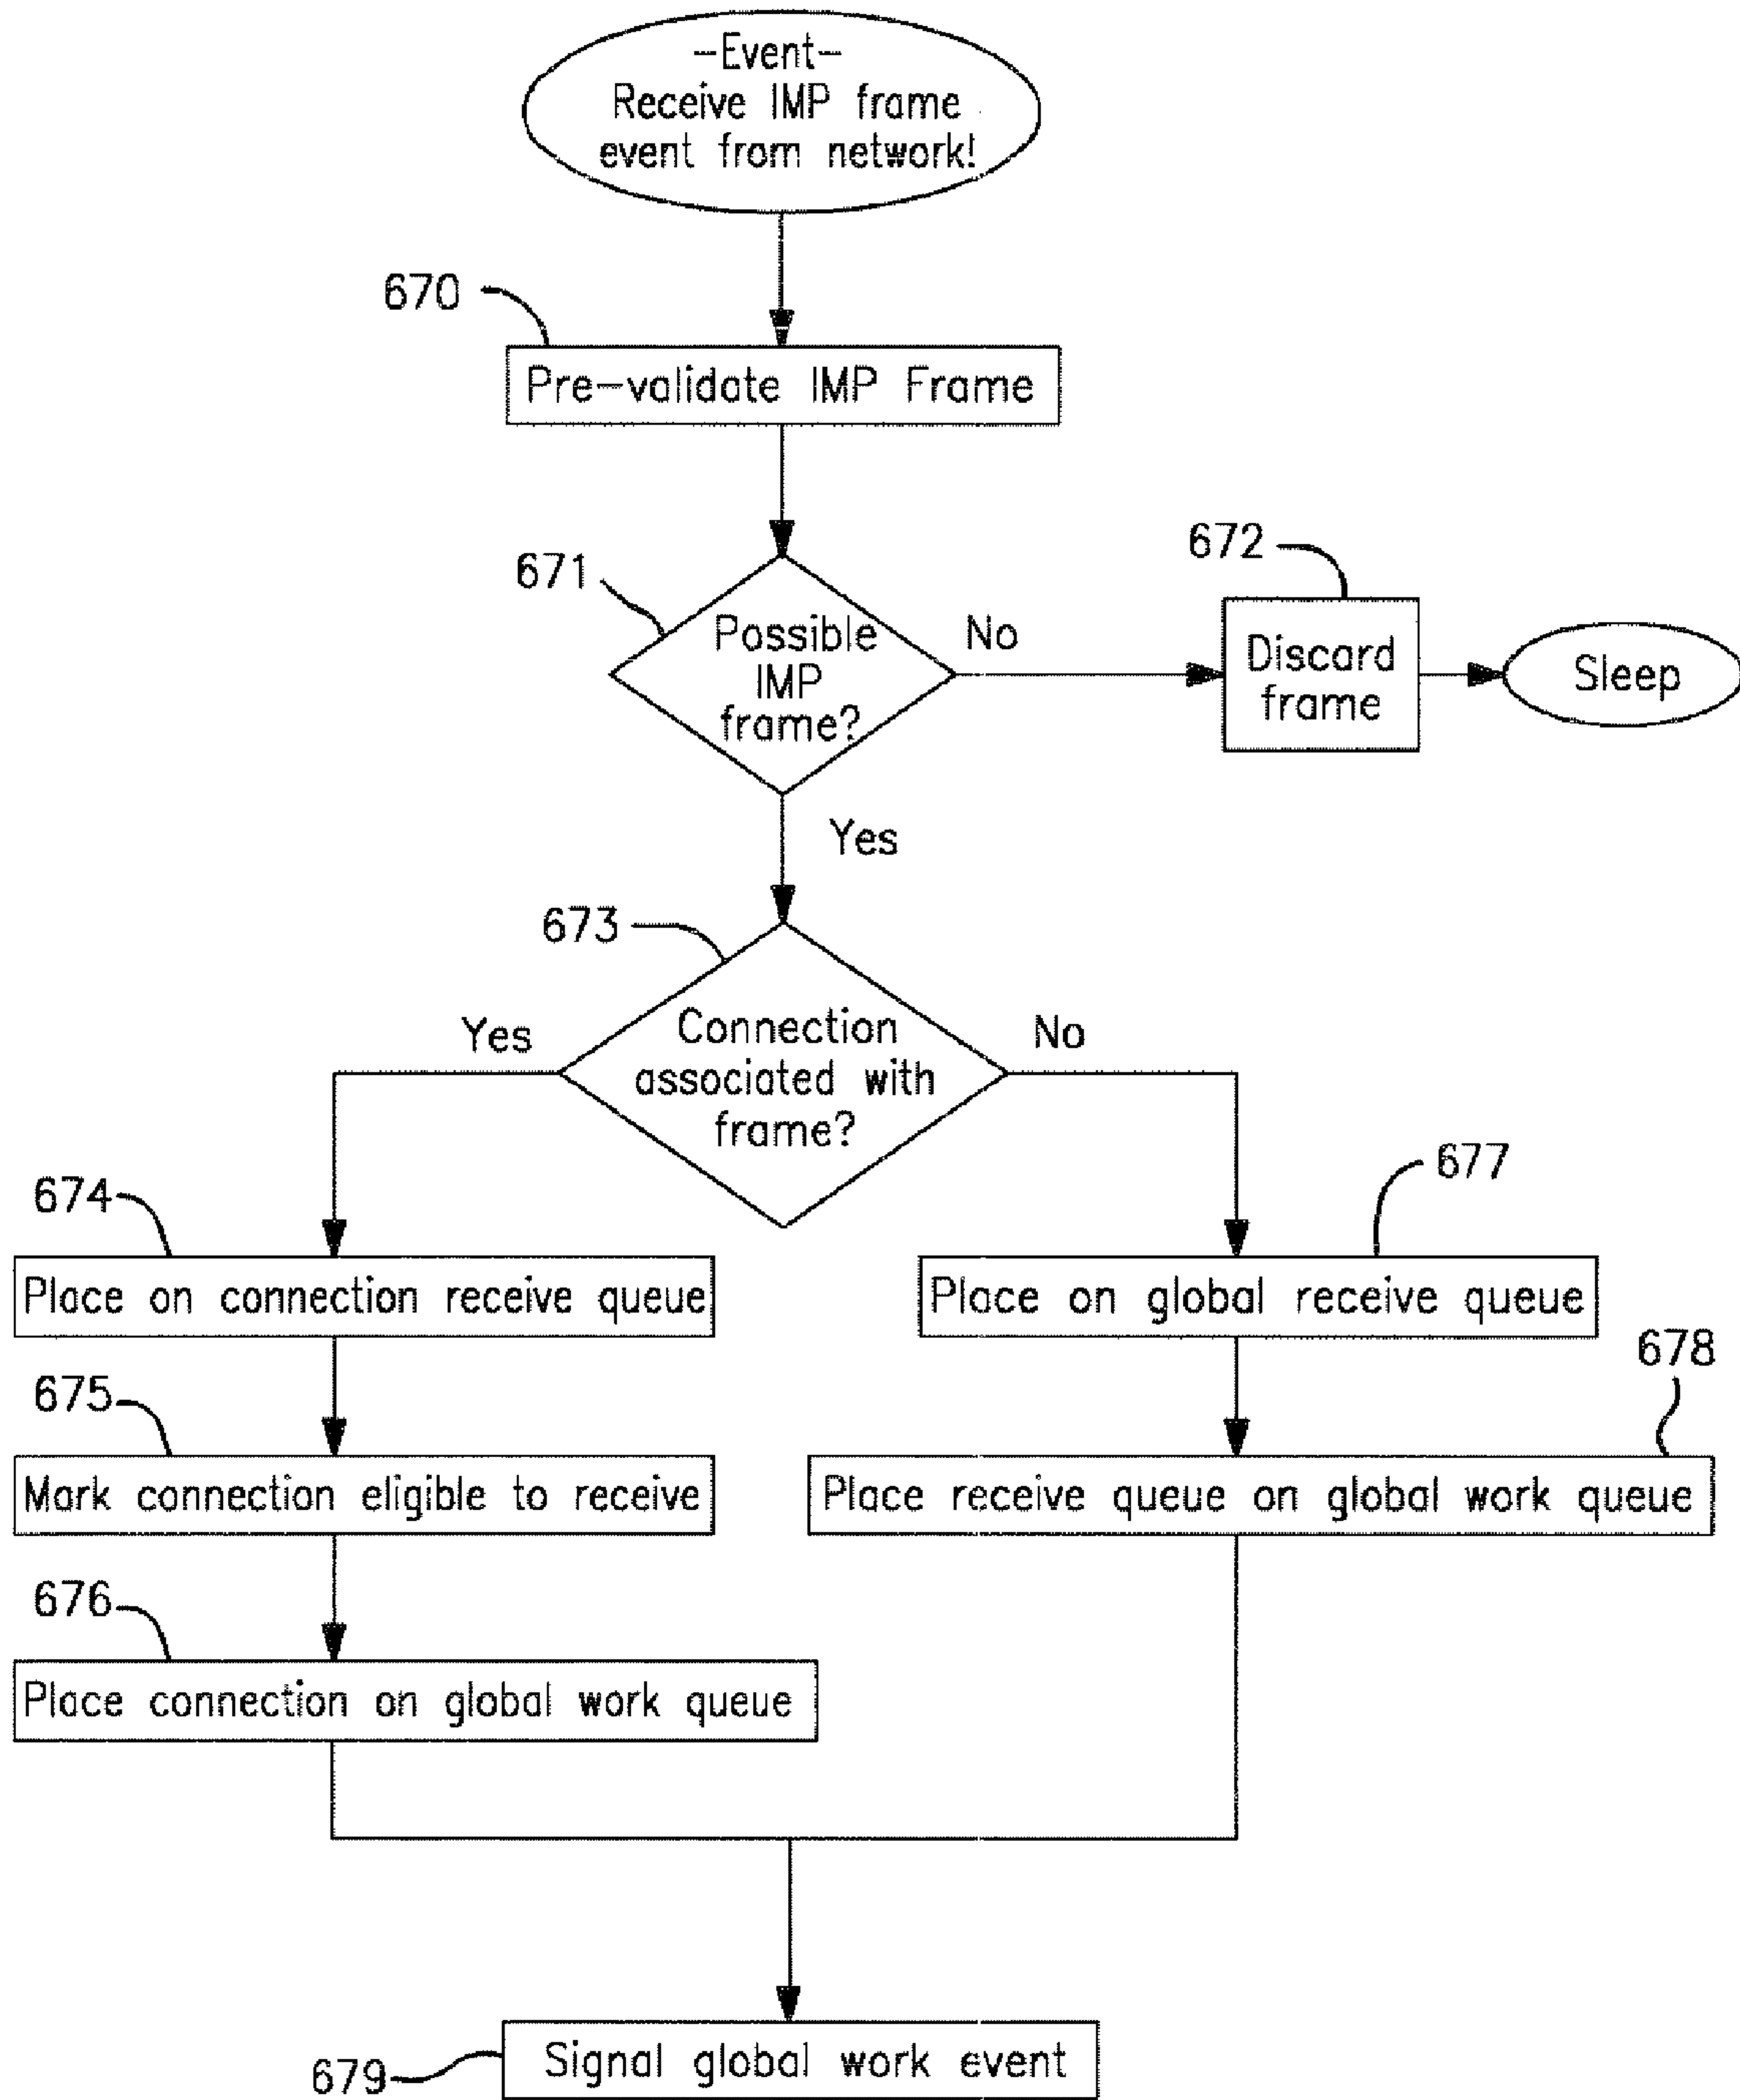 -Event-
Receive IMP frame
event from network!
670
Pre-validate IMP Frame
671
Possible
IMP
frame?
No
672
Discard
frame
Sleep
Yes
673
Connection
associated with
frame?
Yes
No
674
Place on connection receive queue
677
Place on global receive queue
675
Mark connection eligible to receive
678
Place receive queue on global work queue
676
Place connection on global work queue
679
Signal global work event